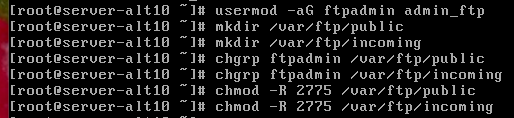 [root@server-alt10 ~]# usermod -aG ftpadmin admin_ftp
[root@server-alt10 ~]# mkdir /var/ftp/public
[root@server-alt10 ~]# mkdir /var/ftp/incoming
[root@server-alt10 ~]# chgrp ftpadmin /var/ftp/public
[root@server-alt10 ~]# chgrp ftpadmin /var/ftp/incoming
[root@server-alt10 ~]# chmod -R 2775 /var/ftp/public
[root@server-alt10 ~]# chmod -R 2775 /var/ftp/incoming